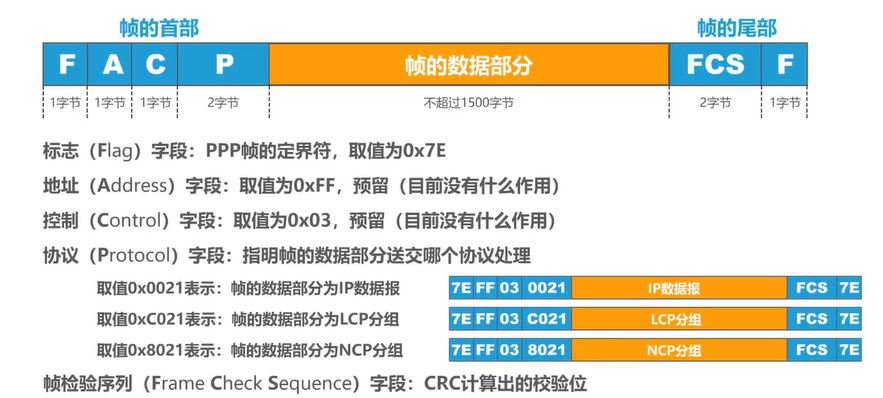 帧的首部 帧的尾部
F A C P 帧的数据部分 FCS F
1字节 1字节 1字节 2字节 不超过1500字节 2字节 1字节
标志（Flag）字段：PPP帧的定界符，取值为0x7E
地址（Address）字段：取值为0xFF，预留（目前没有什么作用）
控制（Control）字段：取值为0x03，预留（目前没有什么作用）
协议（Protocol）字段：指明帧的数据部分送交哪个协议处理
取值0x0021表示：帧的数据部分为IP数据报 7E FF 03 0021 IP数据报 FCS 7E
取值0xC021表示：帧的数据部分为LCP分组 7E FF 03 C021 LCP分组 FCS 7E
取值0x8021表示：帧的数据部分为NCP分组 7E FF 03 8021 NCP分组 FCS 7E
帧检验序列（Frame Check Sequence）字段：CRC计算出的校验位